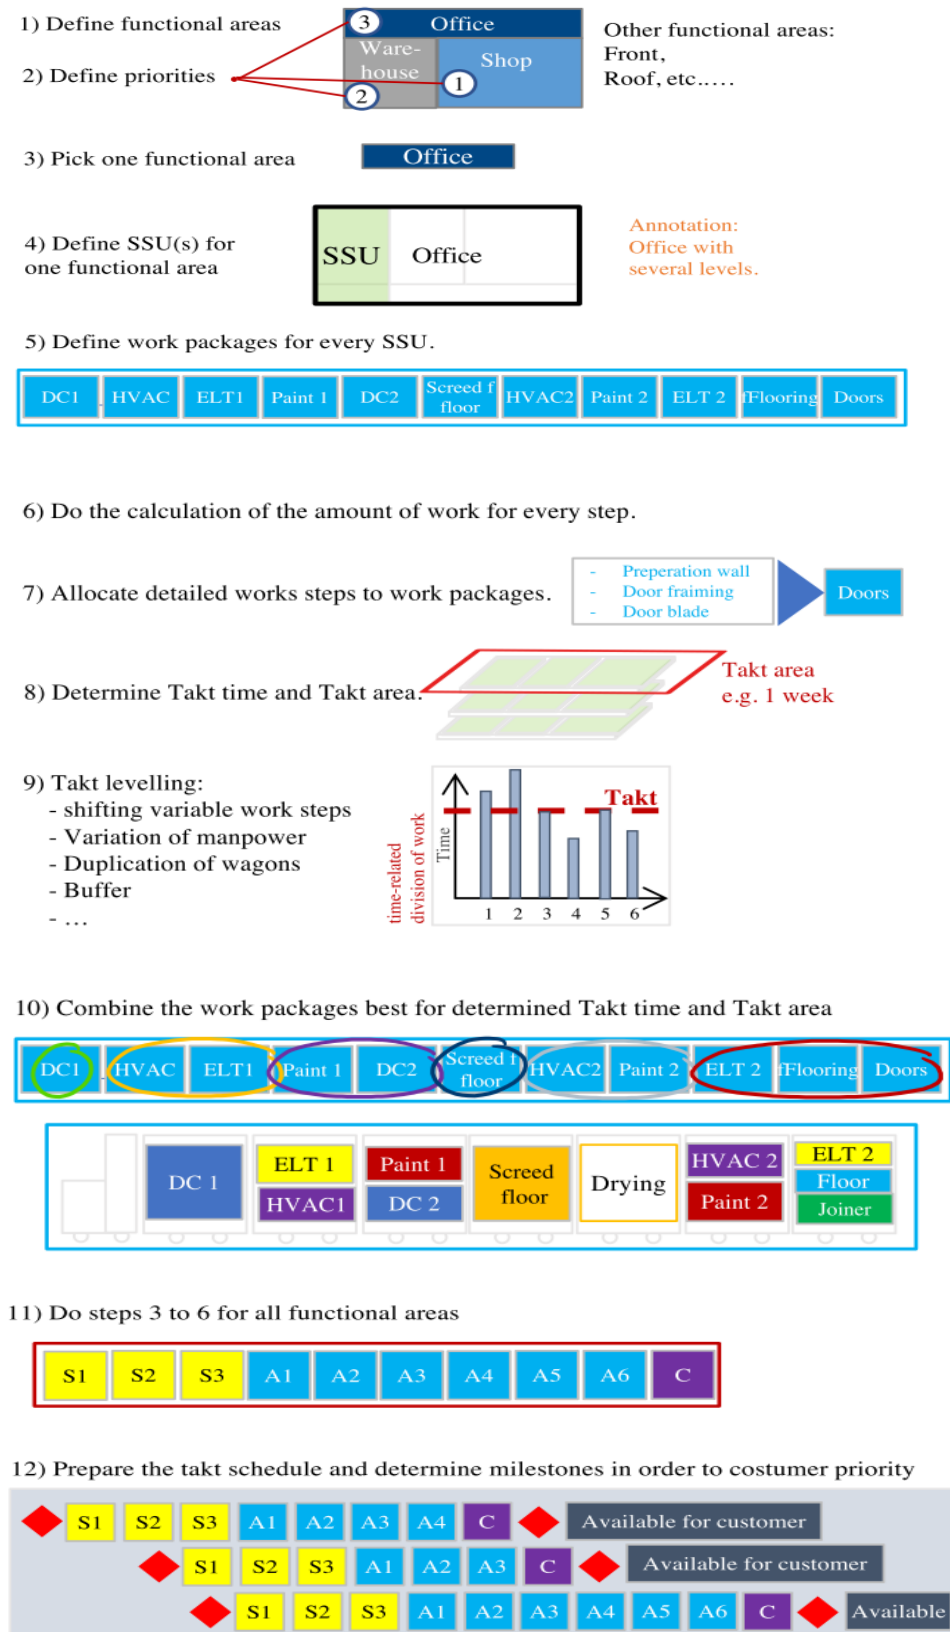 1) Define functional areas
3
Office
Other functional areas:
Front,
Roof, etc.....
2) Define priorities
Ware-
house
Shop
1
2
3) Pick one functional area
Office
4) Define SSU(s) for
one functional area
SSU
Office
Annotation:
Office with
several levels.
5) Define work packages for every SSU.
DC1
HVAC
ELT1
Paint 1
DC2
Screed f
floor
HVAC2
Paint 2
ELT 2
fFlooring
Doors
6) Do the calculation of the amount of work for every step.
7) Allocate detailed works steps to work packages.
- Preperation wall
- Door fraiming
- Door blade
Doors
8) Determine Takt time and Takt area.
Takt area
e.g. 1 week
9) Takt levelling:
- shifting variable work steps
- Variation of manpower
- Duplication of wagons
- Buffer
- ...
time-related
division of work
Time
Takt
1 2 3 4 5 6
10) Combine the work packages best for determined Takt time and Takt area
DC1
HVAC
ELT1
Paint 1
DC2
Screed f
floor
HVAC2
Paint 2
ELT 2
fFlooring
Doors
DC 1
ELT 1
HVAC1
Paint 1
DC 2
Screed
floor
Drying
HVAC 2
Paint 2
ELT 2
Floor
Joiner
11) Do steps 3 to 6 for all functional areas
S1 S2 S3 A1 A2 A3 A4 A5 A6 C
12) Prepare the takt schedule and determine milestones in order to costumer priority
S1 S2 S3 A1 A2 A3 A4 C Available for customer
S1 S2 S3 A1 A2 A3 C Available for customer
S1 S2 S3 A1 A2 A3 A4 A5 A6 C Available